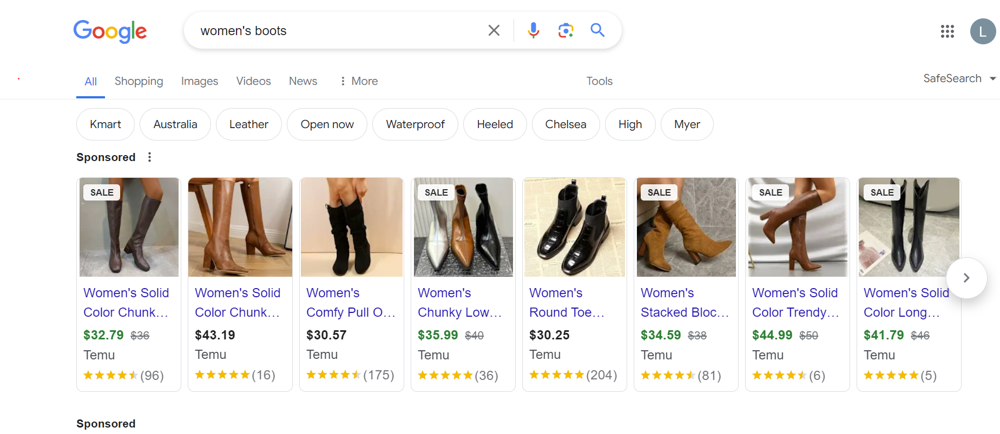 Google
women's boots
L
All Shopping Images Videos News More Tools SafeSearch
Kmart Australia Leather Open now Waterproof Heeled Chelsea High Myer
Sponsored
SALE
Women's Solid
Color Chunk...
$32.79 $36
Temu
(96)
Women's Solid
Color Chunk...
$43.19
Temu
(16)
Women's
Comfy Pull O...
$30.57
Temu
(175)
SALE
Women's
Chunky Low...
$35.99 $40
Temu
(36)
Women's
Round Toe...
$30.25
Temu
(204)
SALE
Women's
Stacked Bloc...
$34.59 $38
Temu
(81)
SALE
Women's Solid
Color Trendy...
$44.99 $50
Temu
(6)
SALE
Women's Solid
Color Long...
$41.79 $46
Temu
(5)
Sponsored